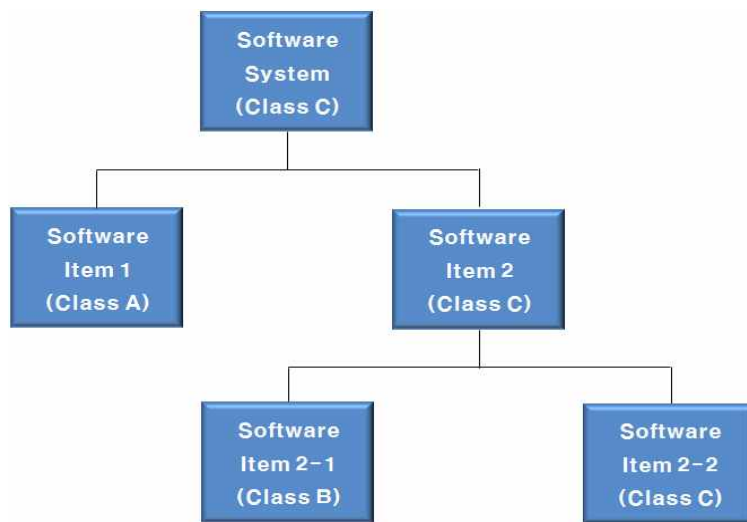 Software
System
(Class C)
Software
Item 1
(Class A)
Software
Item 2
(Class C)
Software
Item 2-1
(Class B)
Software
Item 2-2
(Class C)